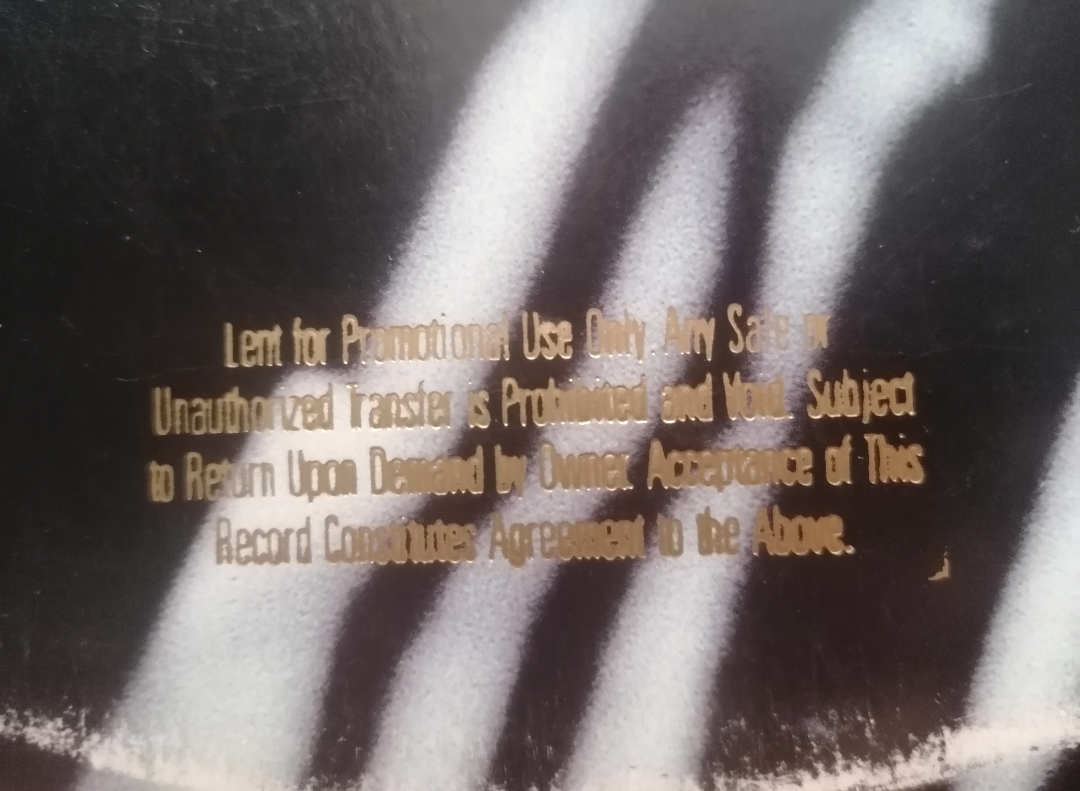 Lent for Promotional Use Only. Any Sale or
Unauthorized Transfer is Prohibited and Void. Subject
to Return Upon Demand by Owner. Acceptance of This
Record Constitutes Agreement to the Above.